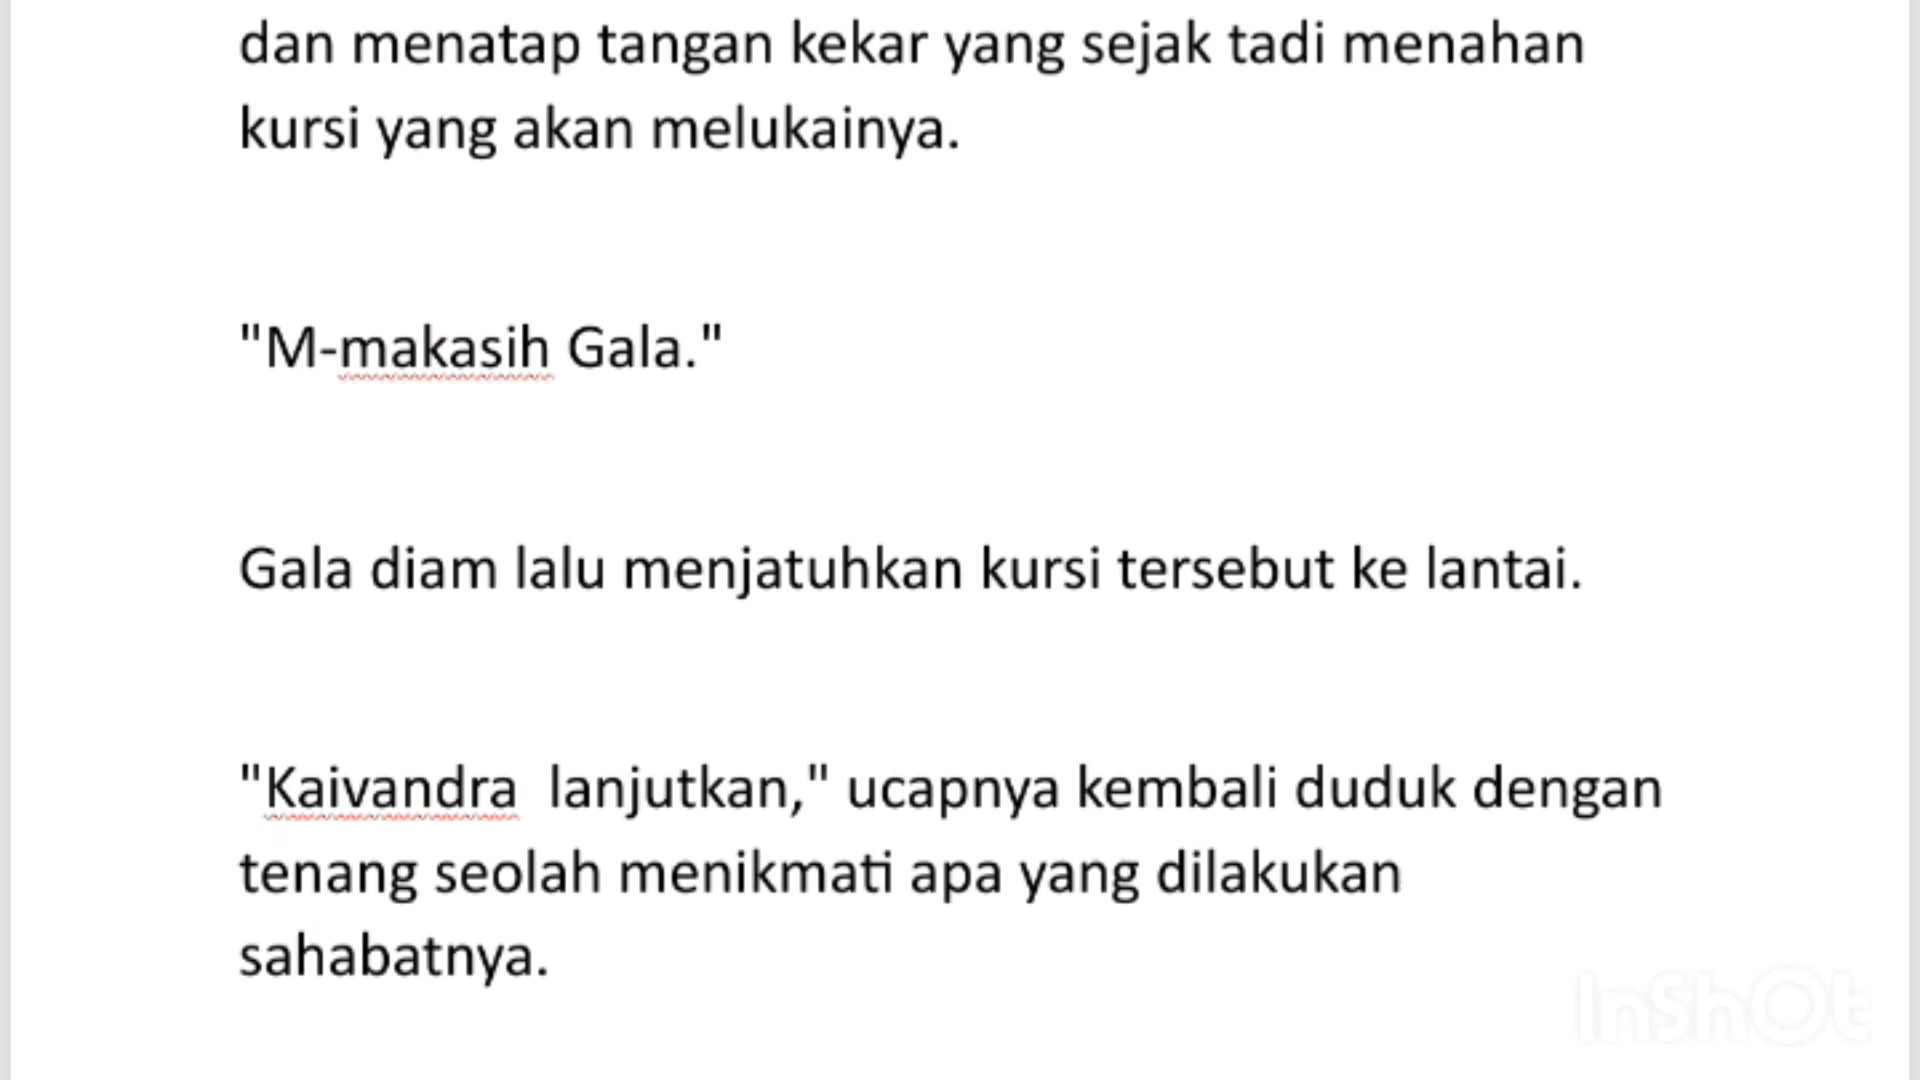 dan menatap tangan kekar yang sejak tadi menahan
kursi yang akan melukainya.
"M-makasih Gala."
Gala diam lalu menjatuhkan kursi tersebut ke lantai.
"Kaivandra  lanjutkan," ucapnya kembali duduk dengan
tenang seolah menikmati apa yang dilakukan
sahabatnya.
InShOt